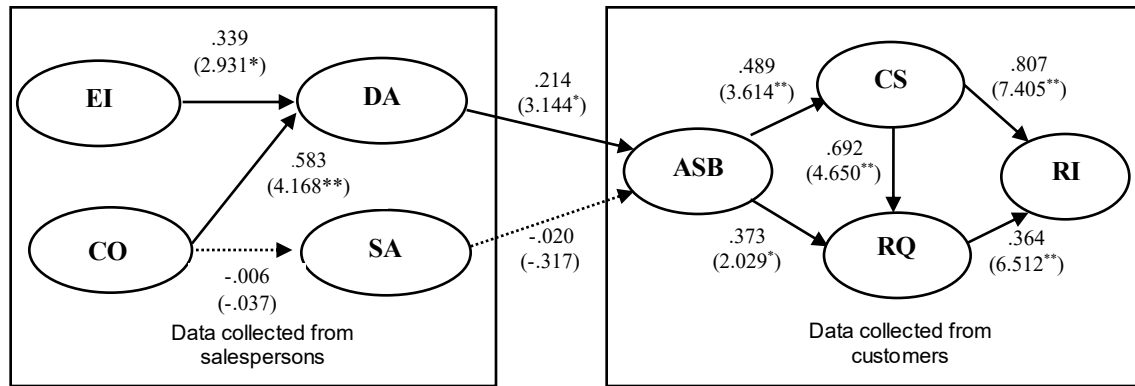 .339
(2.931*)
EI
DA
.583
(4.168**)
CO
SA
-.006
(-.037)
Data collected from
salespersons
.214
(3.144*)
-.020
(-.317)
ASB
.489
(3.614**)
CS
.807
(7.405**)
.692
(4.650**)
RI
.373
(2.029*)
RQ
.364
(6.512**)
Data collected from
customers